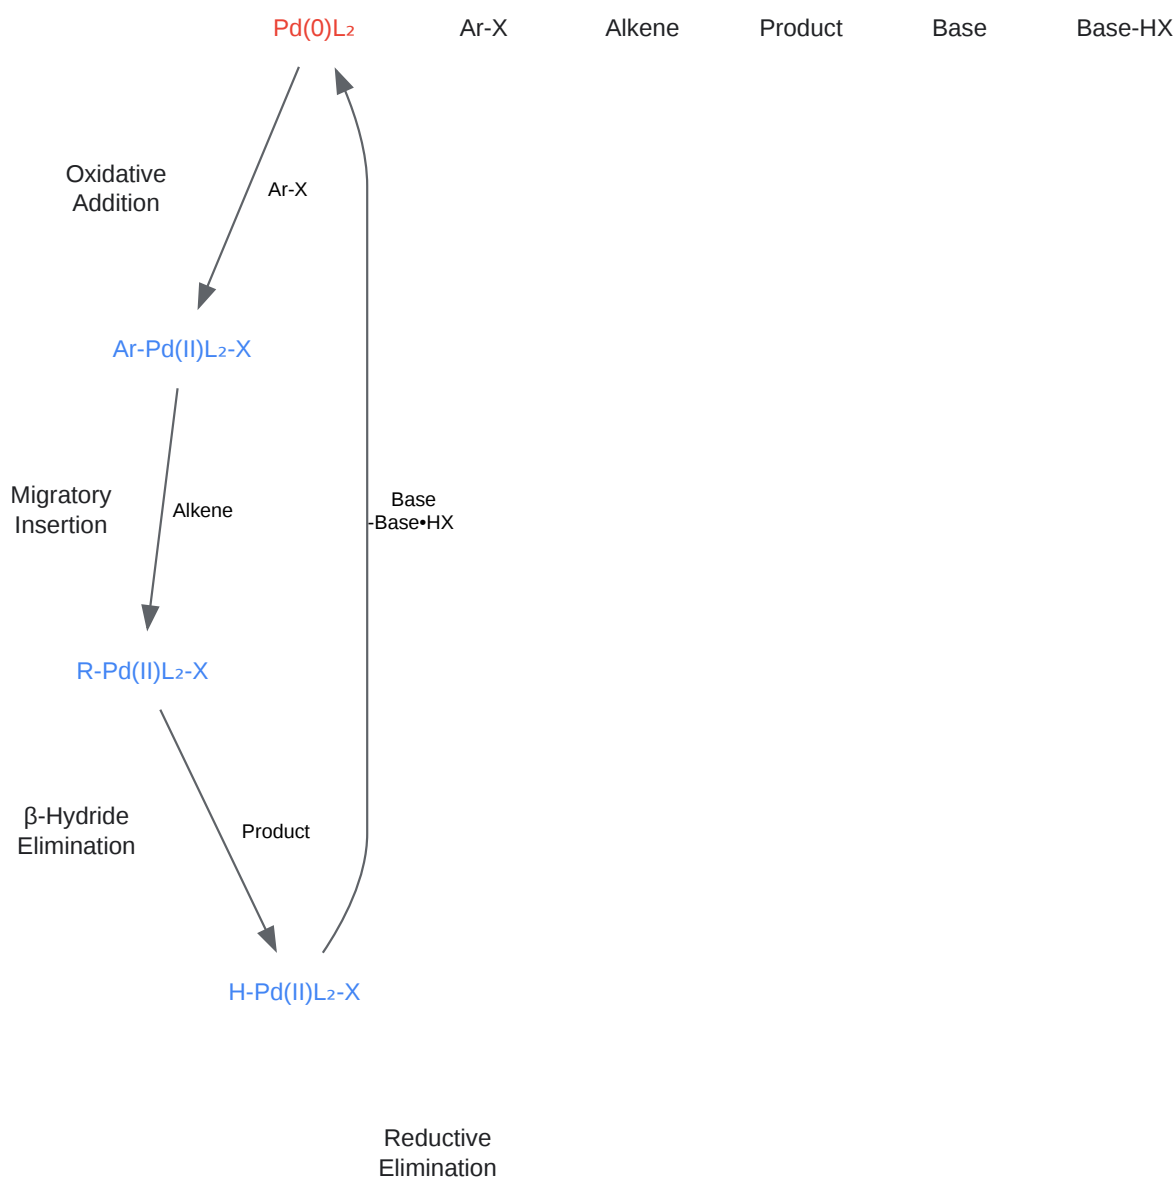 Pd(0)L₂ Ar-X Alkene Product Base Base-HX
Oxidative
Addition
Ar-X
Ar-Pd(II)L₂-X
Migratory
Insertion
Alkene
Base
-Base•HX
R-Pd(II)L₂-X
β-Hydride
Elimination
Product
H-Pd(II)L₂-X
Reductive
Elimination